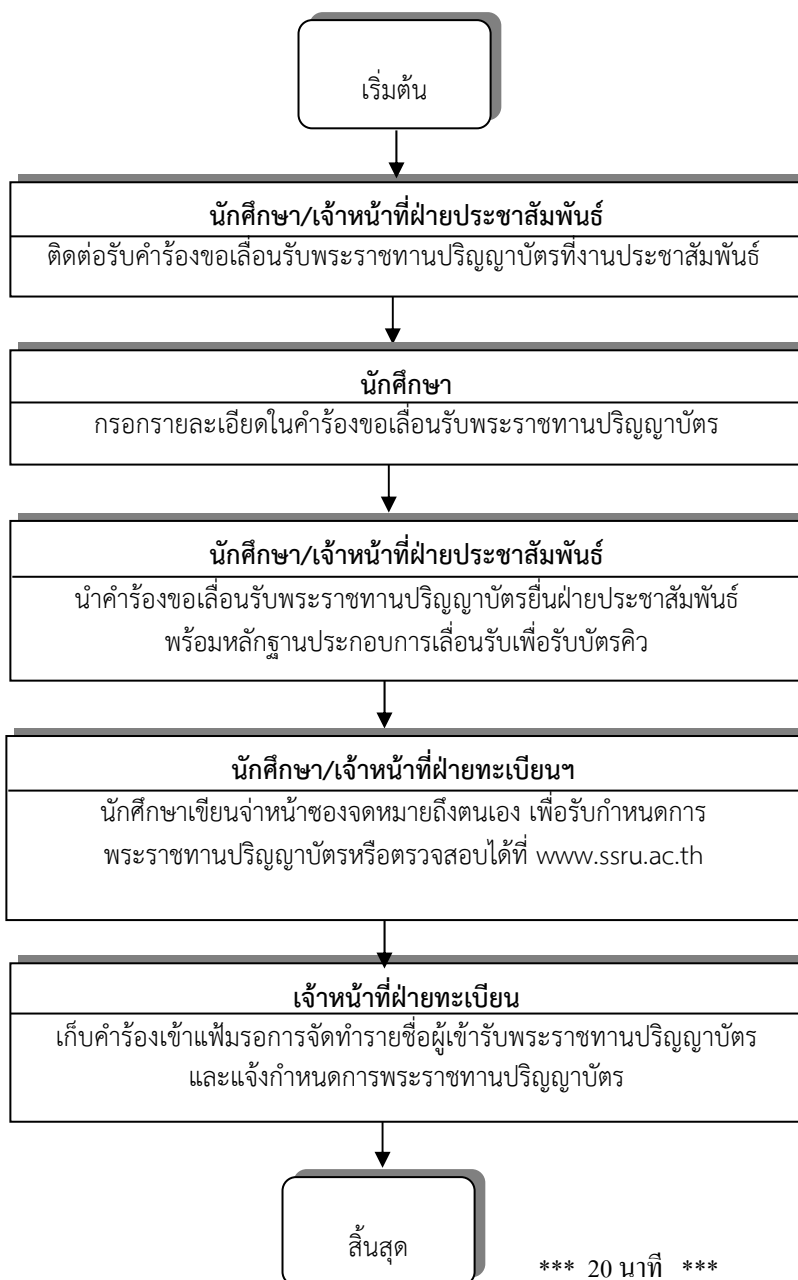 เริ่มต้น
นักศึกษา/เจ้าหน้าที่ฝ่ายประชาสัมพันธ์
ติดต่อรับคำร้องขอเลื่อนรับพระราชทานปริญญาบัตรที่งานประชาสัมพันธ์
นักศึกษา
กรอกรายละเอียดในคำร้องขอเลื่อนรับพระราชทานปริญญาบัตร
นักศึกษา/เจ้าหน้าที่ฝ่ายประชาสัมพันธ์
นำคำร้องขอเลื่อนรับพระราชทานปริญญาบัตรยื่นฝ่ายประชาสัมพันธ์
พร้อมหลักฐานประกอบการเลื่อนรับเพื่อรับบัตรคิว
นักศึกษา/เจ้าหน้าที่ฝ่ายทะเบียนฯ
นักศึกษาเขียนจ่าหน้าซองจดหมายถึงตนเอง เพื่อรับกำหนดการ
พระราชทานปริญญาบัตรหรือตรวจสอบได้ที่ www.ssru.ac.th
เจ้าหน้าที่ฝ่ายทะเบียน
เก็บคำร้องเข้าแฟ้มรอการจัดทำรายชื่อผู้เข้ารับพระราชทานปริญญาบัตร
และแจ้งกำหนดการพระราชทานปริญญาบัตร
สิ้นสุด
*** 20 นาที ***